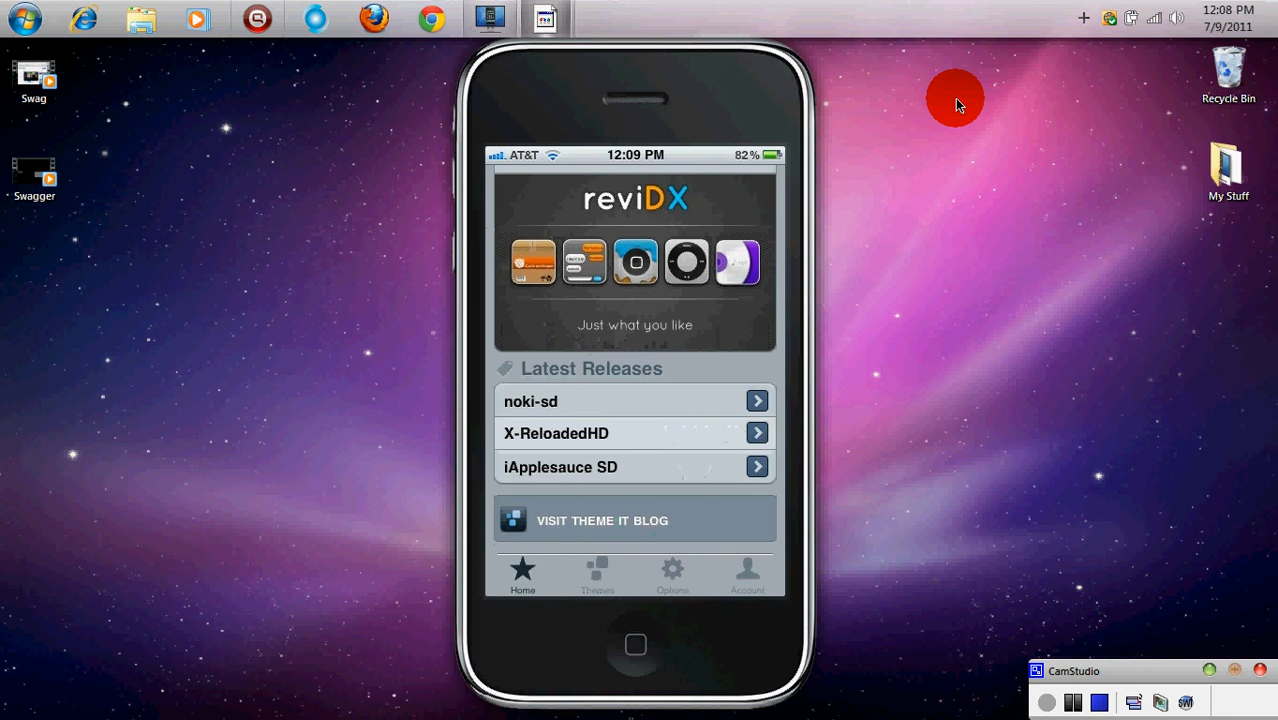 12:08 PM
7/9/2011
Swag
Recycle Bin
Swagger
My Stuff
AT&T 12:09 PM 82%
reviDX
Just what you like
Latest Releases
noki-sd
X-ReloadedHD
iApplesauce SD
VISIT THEME IT BLOG
Home Themes Options Account
CamStudio